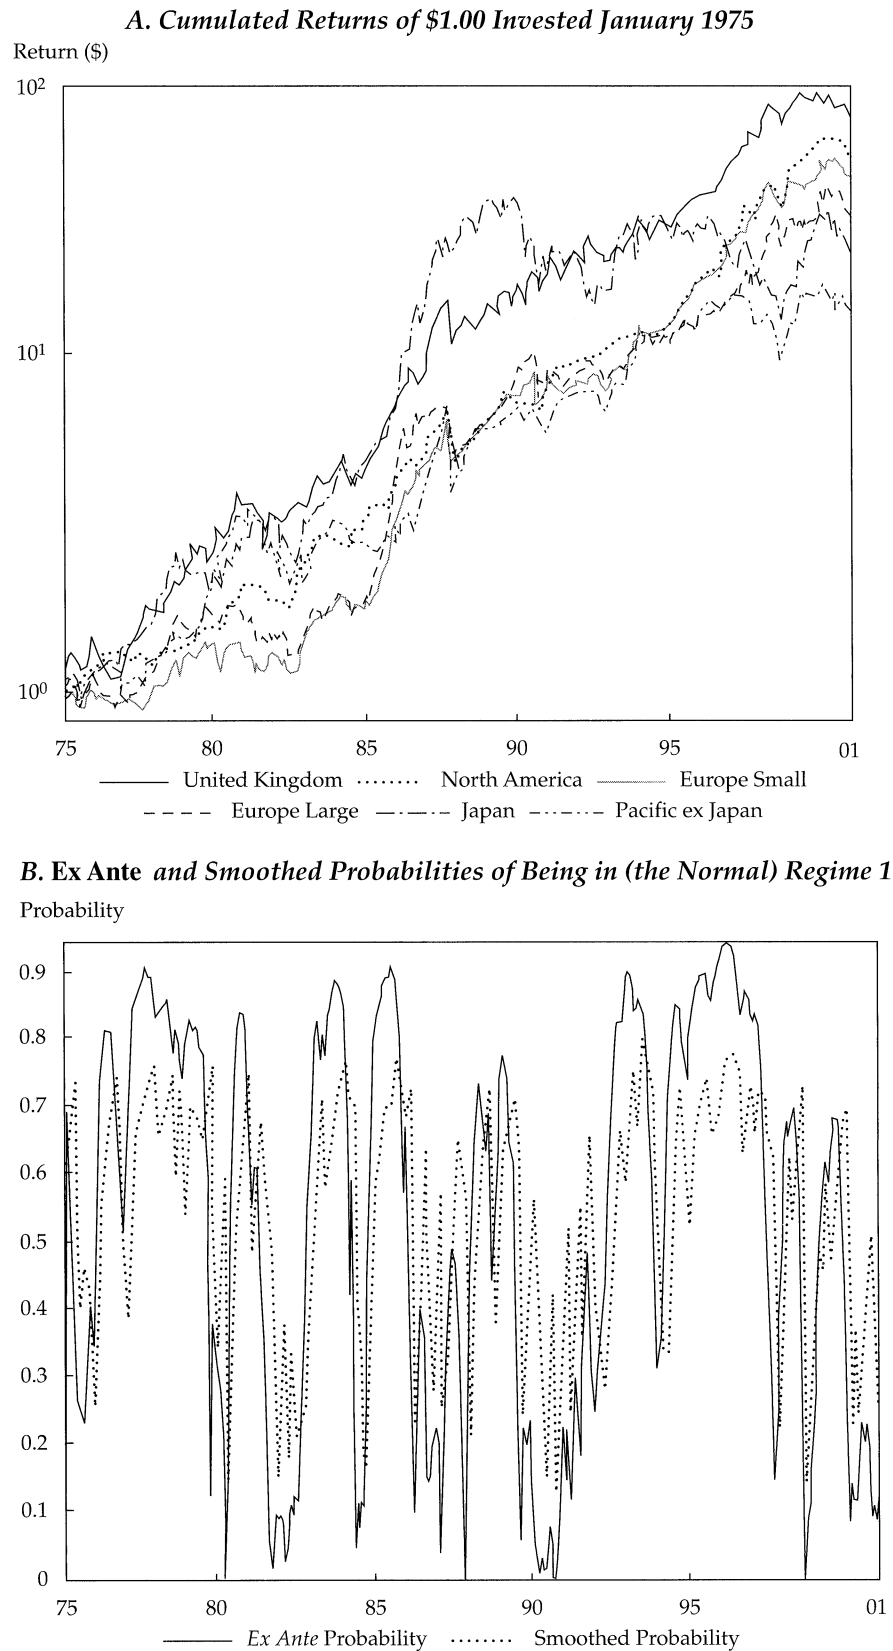 A. Cumulated Returns of $1.00 Invested January 1975
Return ($)
10²
10¹
10⁰
75 80 85 90 95 01
United Kingdom North America Europe Small
Europe Large Japan Pacific ex Japan
B. Ex Ante and Smoothed Probabilities of Being in (the Normal) Regime 1
Probability
0.9
0.8
0.7
0.6
0.5
0.4
0.3
0.2
0.1
0
75 80 85 90 95 01
Ex Ante Probability Smoothed Probability